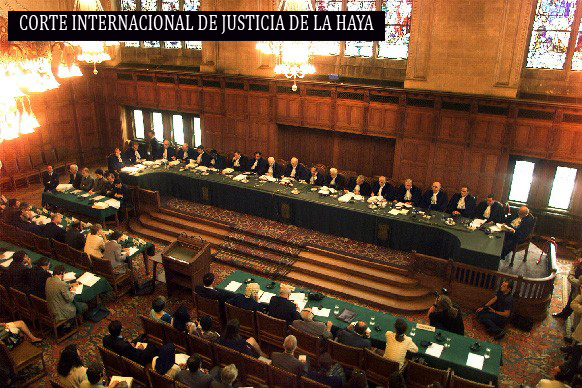 CORTE INTERNACIONAL DE JUSTICIA DE LA HAYA